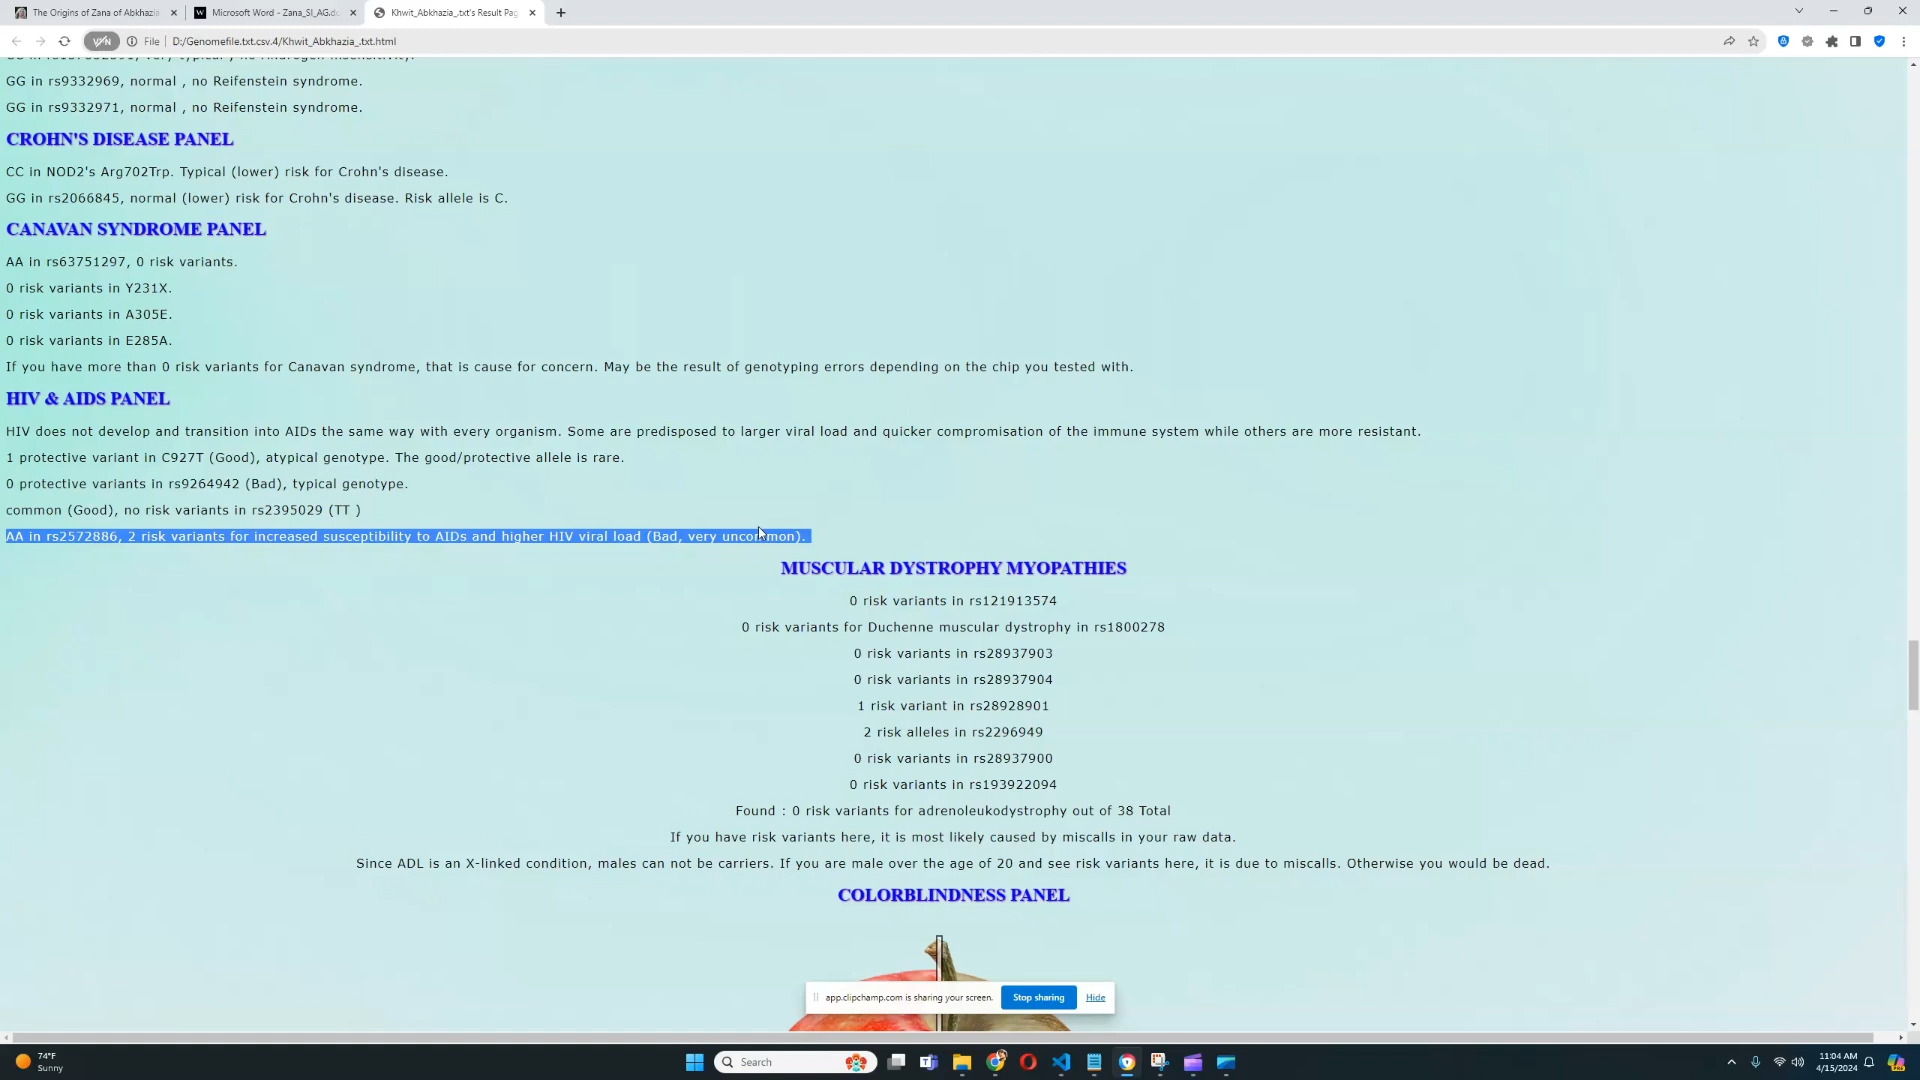 The Origins of Zana of Abkhazia
Microsoft Word - Zana_SI_AG.do
Khwit_Abkhazia_.txt's Result Pag
VPN
File
D:/Genomefile.txt.csv.4/Khwit_Abkhazia_.txt.html
GG in rs9332969, normal , no Reifenstein syndrome.
GG in rs9332971, normal , no Reifenstein syndrome.
CROHN'S DISEASE PANEL
CC in NOD2's Arg702Trp. Typical (lower) risk for Crohn's disease.
GG in rs2066845, normal (lower) risk for Crohn's disease. Risk allele is C.
CANAVAN SYNDROME PANEL
AA in rs63751297, 0 risk variants.
0 risk variants in Y231X.
0 risk variants in A305E.
0 risk variants in E285A.
If you have more than 0 risk variants for Canavan syndrome, that is cause for concern. May be the result of genotyping errors depending on the chip you tested with.
HIV & AIDS PANEL
HIV does not develop and transition into AIDs the same way with every organism. Some are predisposed to larger viral load and quicker compromisation of the immune system while others are more resistant.
1 protective variant in C927T (Good), atypical genotype. The good/protective allele is rare.
0 protective variants in rs9264942 (Bad), typical genotype.
common (Good), no risk variants in rs2395029 (TT )
AA in rs2572886, 2 risk variants for increased susceptibility to AIDs and higher HIV viral load (Bad, very uncommon).
MUSCULAR DYSTROPHY MYOPATHIES
0 risk variants in rs121913574
0 risk variants for Duchenne muscular dystrophy in rs1800278
0 risk variants in rs28937903
0 risk variants in rs28937904
1 risk variant in rs28928901
2 risk alleles in rs2296949
0 risk variants in rs28937900
0 risk variants in rs193922094
Found : 0 risk variants for adrenoleukodystrophy out of 38 Total
If you have risk variants here, it is most likely caused by miscalls in your raw data.
Since ADL is an X-linked condition, males can not be carriers. If you are male over the age of 20 and see risk variants here, it is due to miscalls. Otherwise you would be dead.
COLORBLINDNESS PANEL
app.clipchamp.com is sharing your screen.
Stop sharing
Hide
74°F
Sunny
Search
11:04 AM
4/15/2024